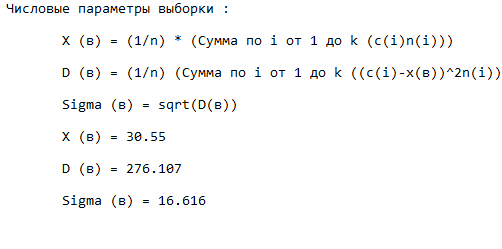 Числовые параметры выборки :
X (в) = (1/n) * (Сумма по i от 1 до k (c(i)n(i)))
D (в) = (1/n) (Сумма по i от 1 до k ((c(i)-x(в))^2n(i))
Sigma (в) = sqrt(D(в))
X (в) = 30.55
D (в) = 276.107
Sigma (в) = 16.616